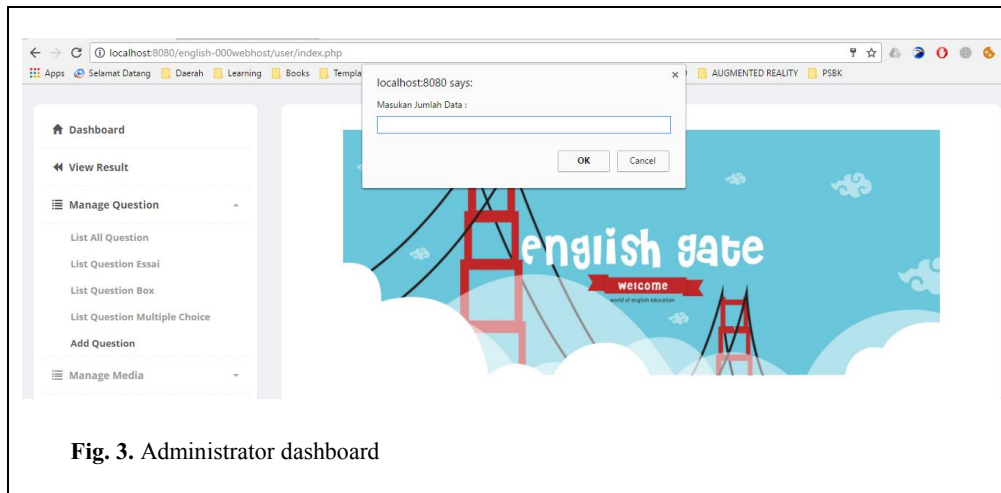 localhost:8080/english-000webhost/user/index.php
Apps Selamat Datang Daerah Learning Books Templa AUGMENTED REALITY PSBK
localhost:8080 says:
Masukan Jumlah Data :
OK Cancel
Dashboard
View Result
Manage Question
List All Question
List Question Essai
List Question Box
List Question Multiple Choice
Add Question
Manage Media
english gate
welcome
world of english education
Fig. 3. Administrator dashboard